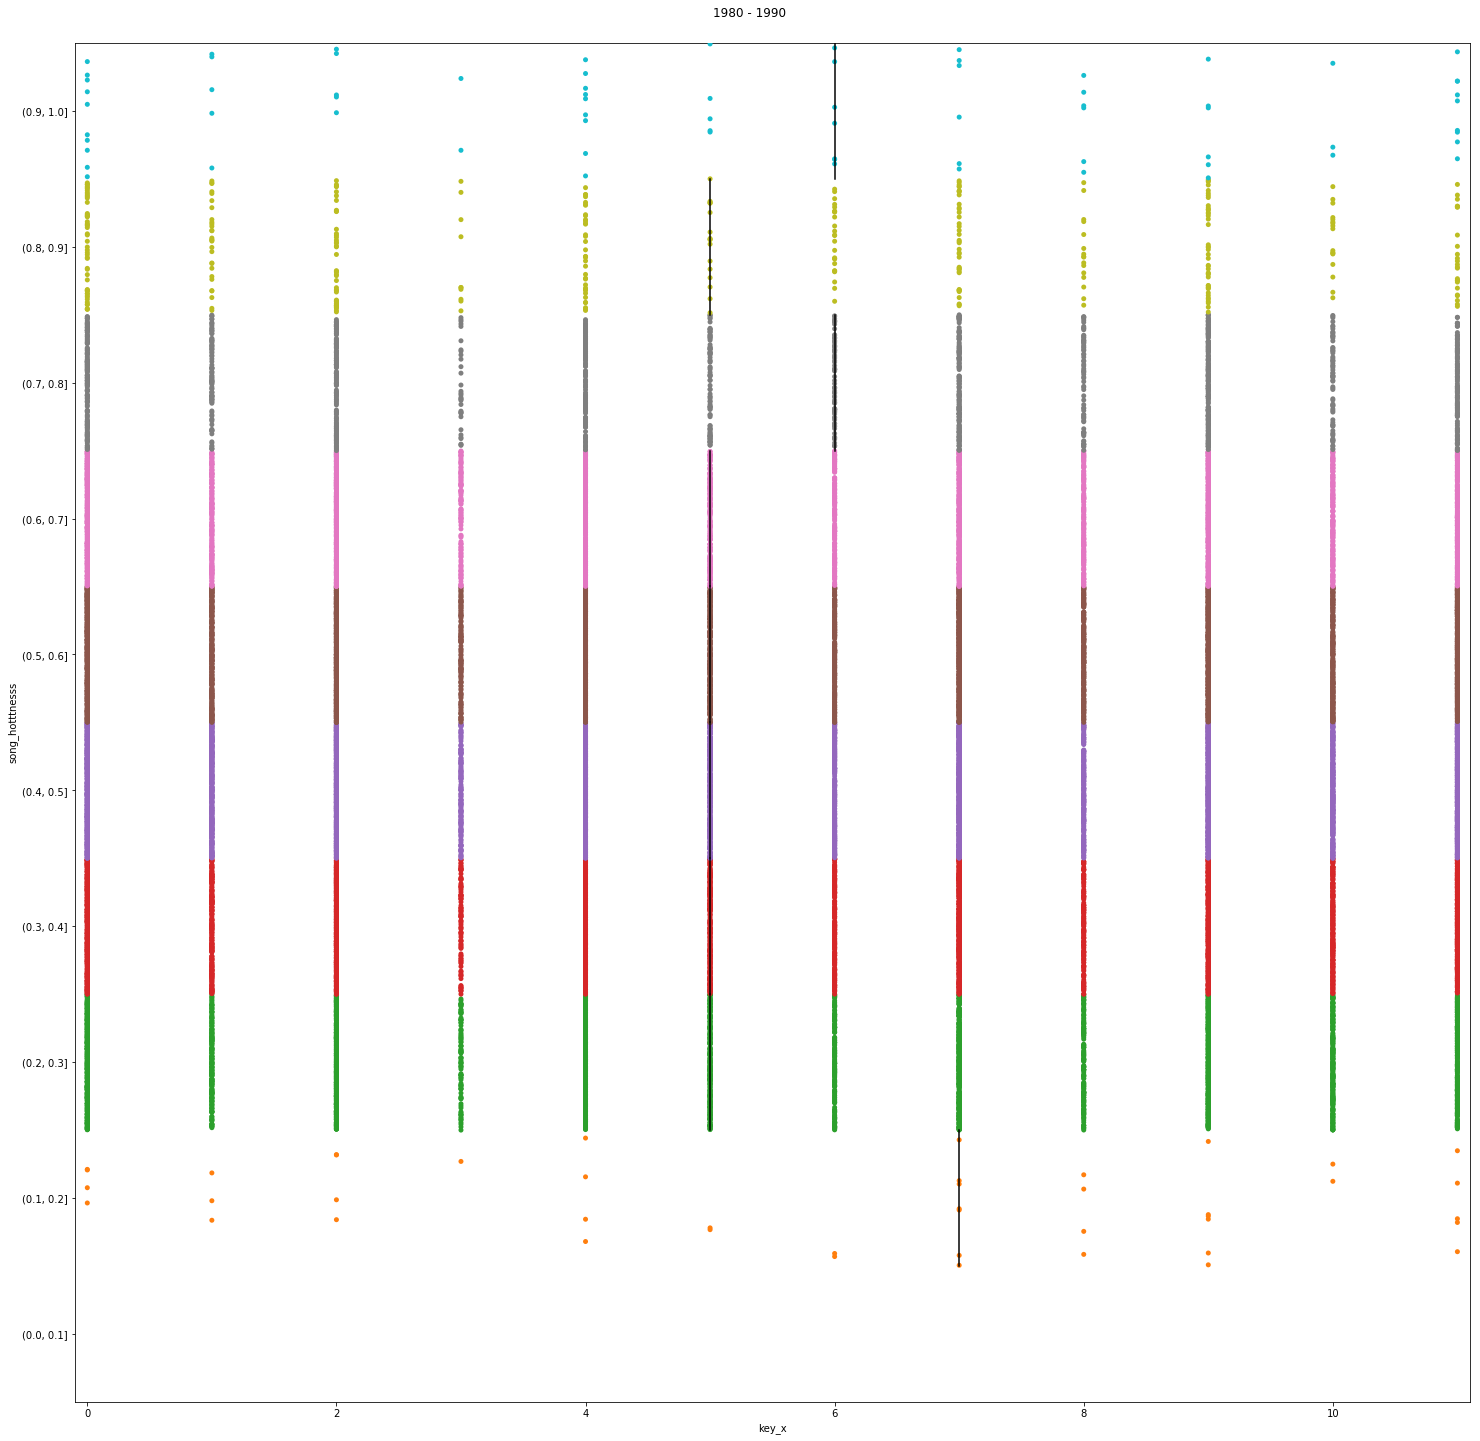 1980 - 1990
(0.9, 1.0]
(0.8, 0.9]
(0.7, 0.8]
(0.6, 0.7]
(0.5, 0.6]
song_hotttnesss
(0.4, 0.5]
(0.3, 0.4]
(0.2, 0.3]
(0.1, 0.2]
(0.0, 0.1]
0 2 4 6 8 10
key_x